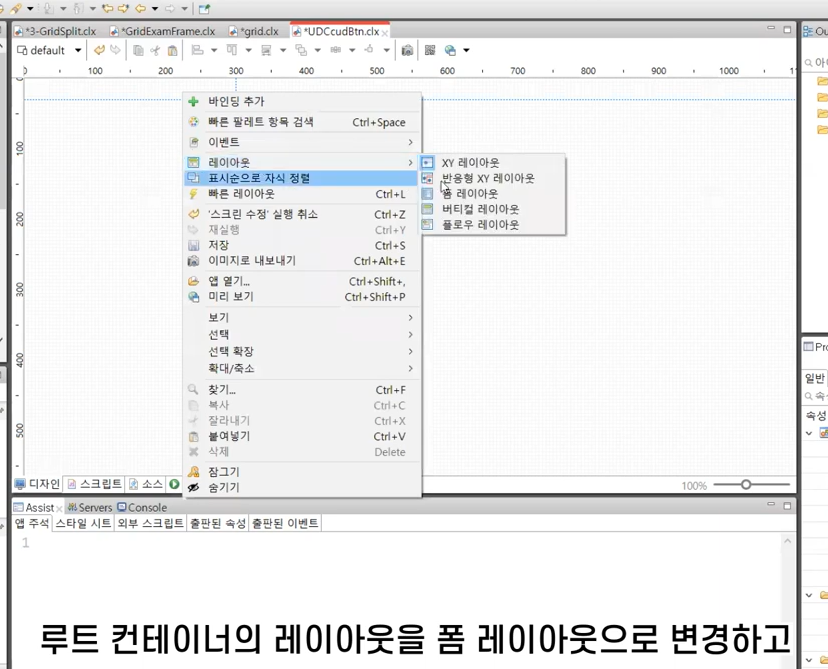 *3-GridSplit.clx
*GridExamFrame.clx
*grid.clx
*UDCcudBtn.clx
Ou
default
0 100 200 300 400 500 600 700 800 900 1000
100
200
300
400
500
바인딩 추가
빠른 팔레트 항목 검색 Ctrl+Space
이벤트
레이아웃
표시순으로 자식 정렬
빠른 레이아웃 Ctrl+L
'스크린 수정' 실행 취소 Ctrl+Z
재실행 Ctrl+Y
저장 Ctrl+S
이미지로 내보내기 Ctrl+Alt+E
앱 열기... Ctrl+Shift+,
미리 보기 Ctrl+Shift+P
보기
선택
선택 확장
확대/축소
찾기... Ctrl+F
복사 Ctrl+C
잘라내기 Ctrl+X
붙여넣기 Ctrl+V
삭제 Delete
잠그기
숨기기
XY 레이아웃
반응형 XY 레이아웃
폼 레이아웃
버티컬 레이아웃
플로우 레이아웃
디자인 스크립트 소스
100%
Pro
일반
속성
Assist Servers Console
앱 주석 스타일 시트 외부 스크립트 출판된 속성 출판된 이벤트
1
루트 컨테이너의 레이아웃을 폼 레이아웃으로 변경하고